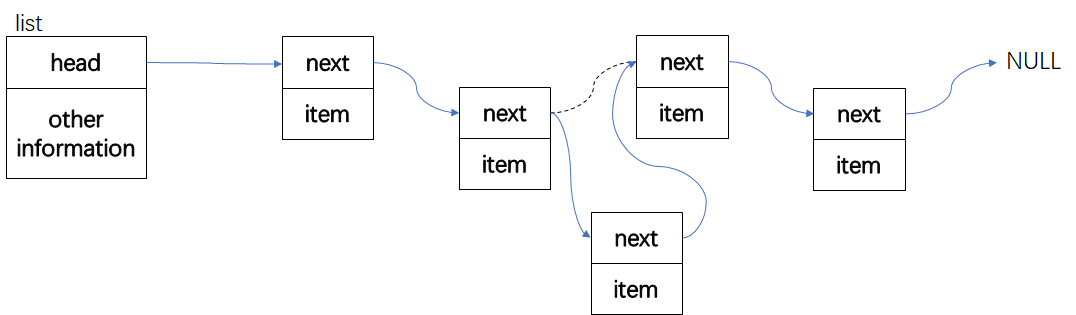 list
head
other
information
next
item
next
item
next
item
next
item
next
item
NULL